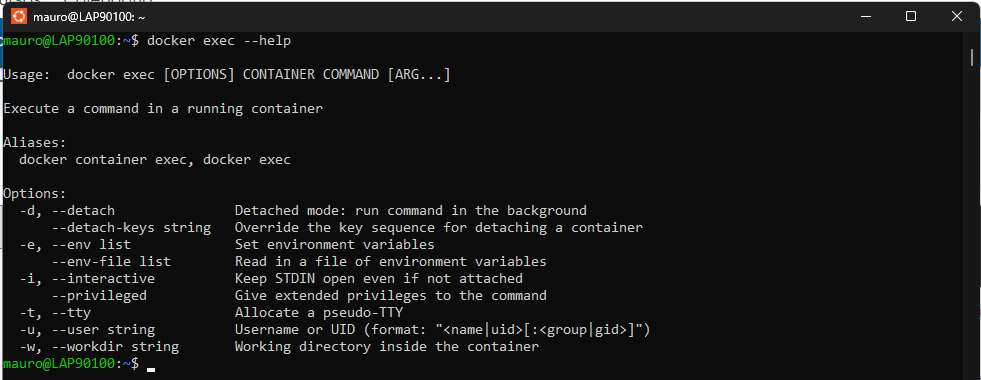 mauro@LAP90100: ~
mauro@LAP90100:~$ docker exec --help
Usage:  docker exec [OPTIONS] CONTAINER COMMAND [ARG...]
Execute a command in a running container
Aliases:
  docker container exec, docker exec
Options:
  -d, --detach               Detached mode: run command in the background
      --detach-keys string   Override the key sequence for detaching a container
  -e, --env list             Set environment variables
      --env-file list        Read in a file of environment variables
  -i, --interactive          Keep STDIN open even if not attached
      --privileged           Give extended privileges to the command
  -t, --tty                  Allocate a pseudo-TTY
  -u, --user string          Username or UID (format: "<name|uid>[:<group|gid>]")
  -w, --workdir string       Working directory inside the container
mauro@LAP90100:~$